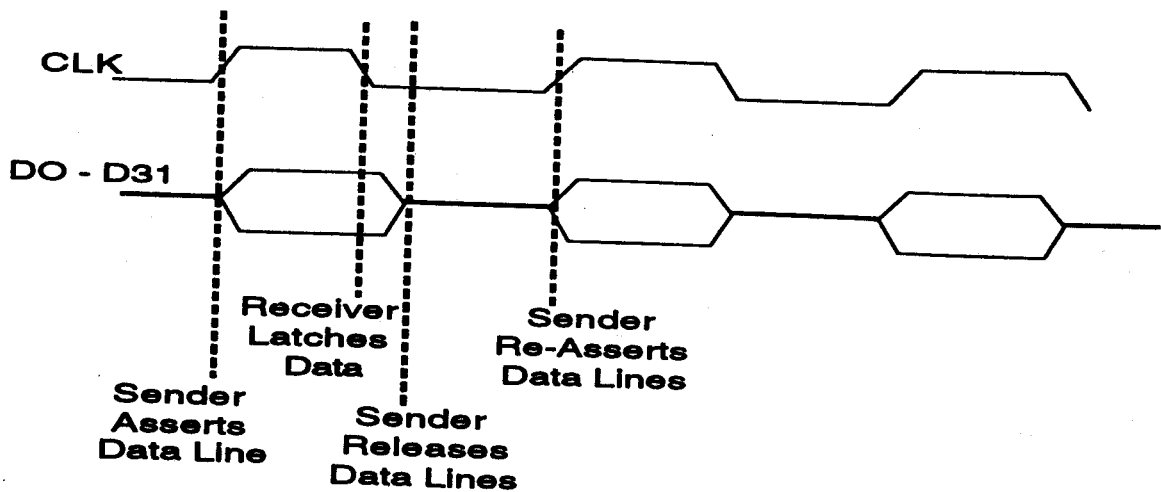 CLK
DO - D31
Receiver
Latches
Data
Sender
Re-Asserts
Data Lines
Sender
Asserts
Data Line
Sender
Releases
Data Lines